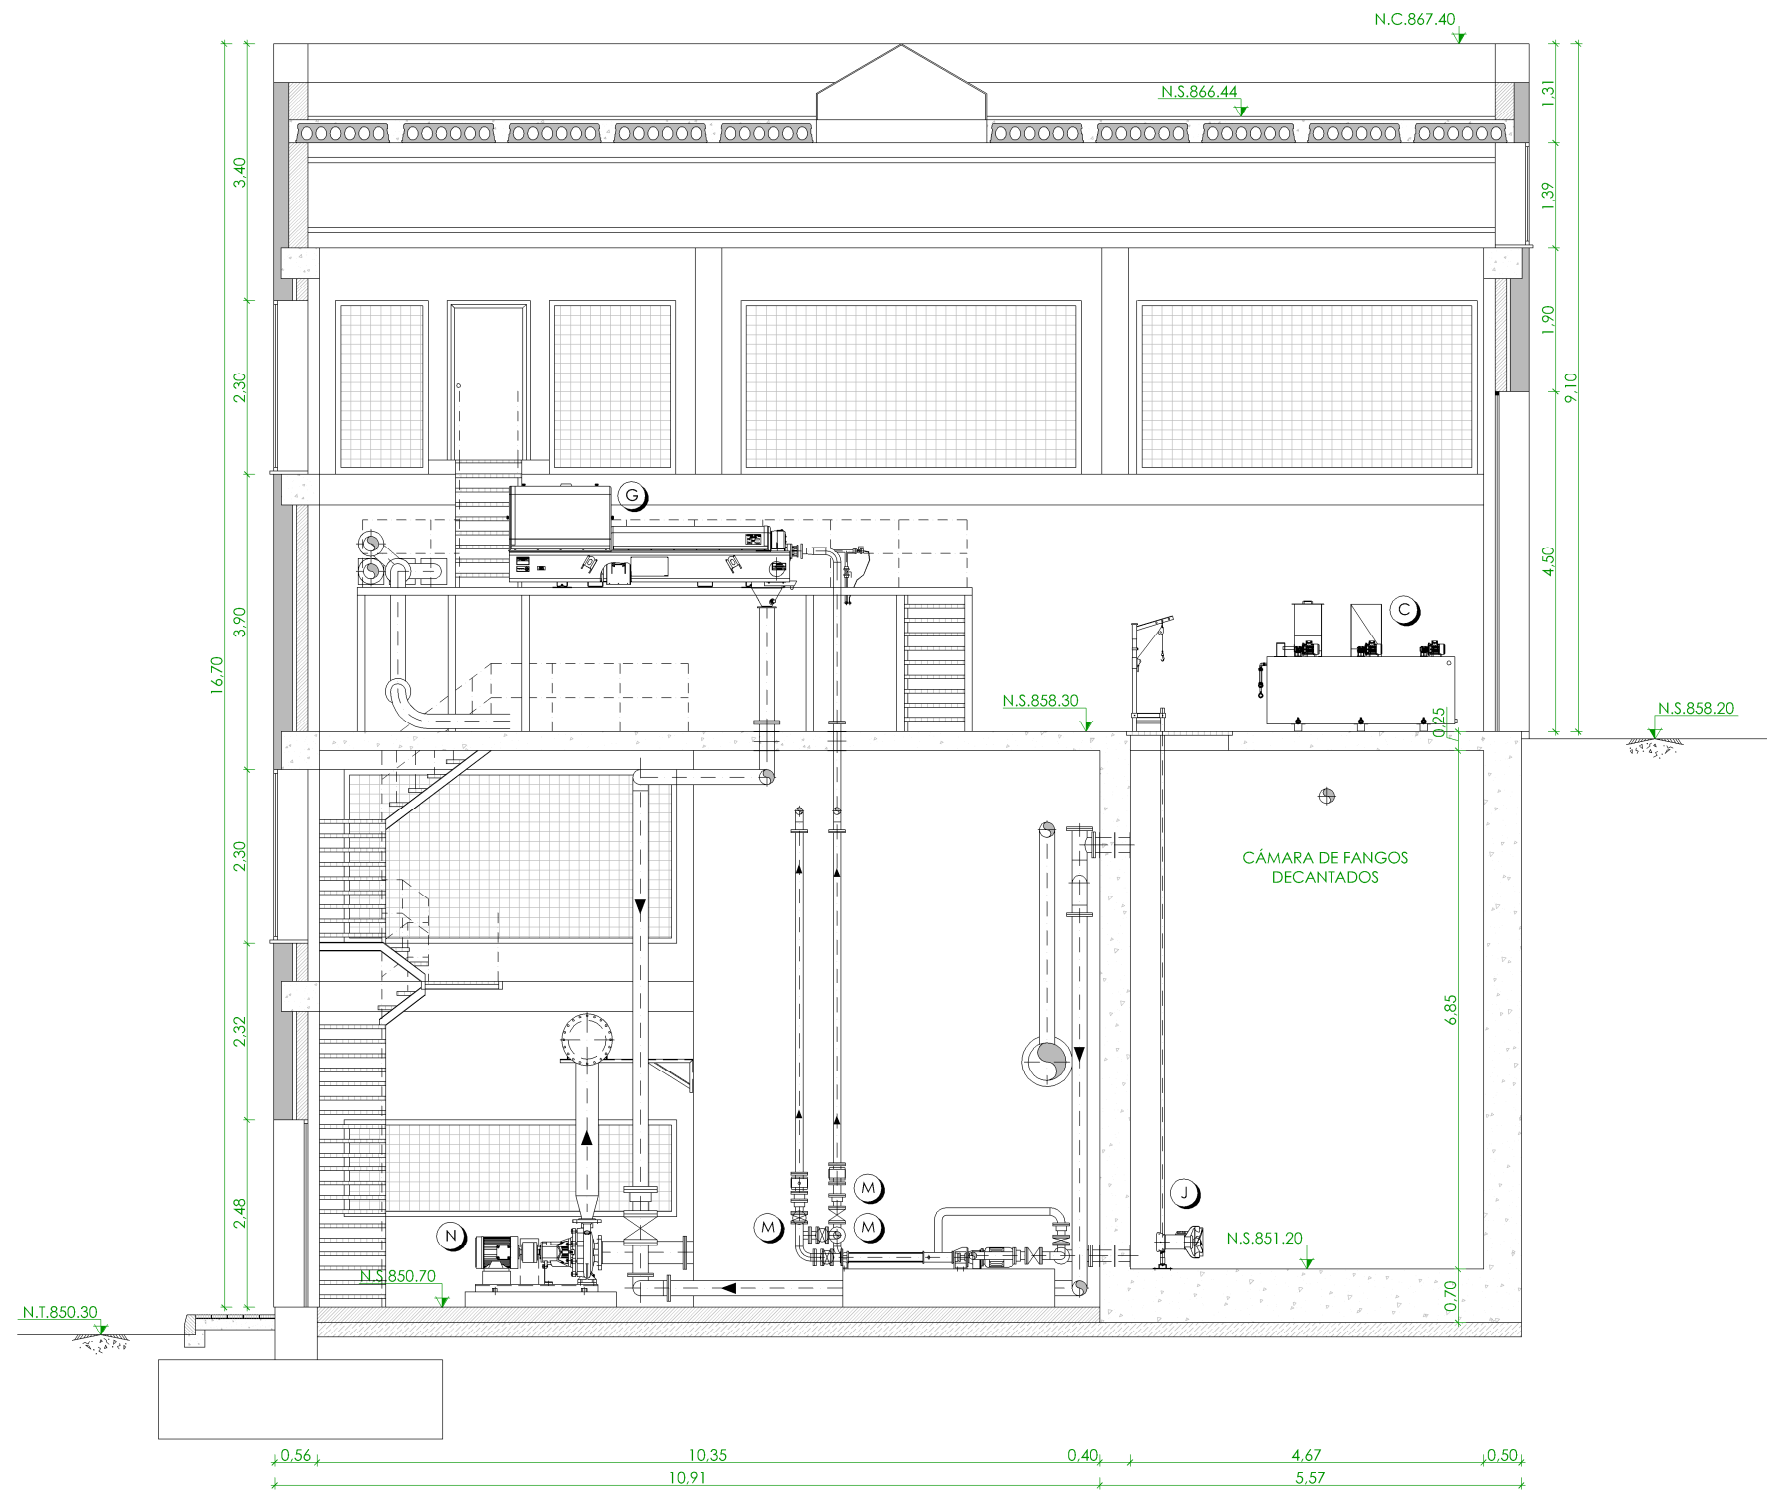 N.C.867.40
N.S.866.44
1,31
3,40
1,39
1,90
2,30
9,10
G
4,50
C
3,90
16,70
N.S.858.30
0,25
N.S.858.20
2,30
CÁMARA DE FANGOS
DECANTADOS
6,85
2,32
M
J
2,48
M
M
N
N.S.851.20
N.S.850.70
0,70
N.T.850.30
0,56
10,35
0,40
4,67
0,50
10,91
5,57